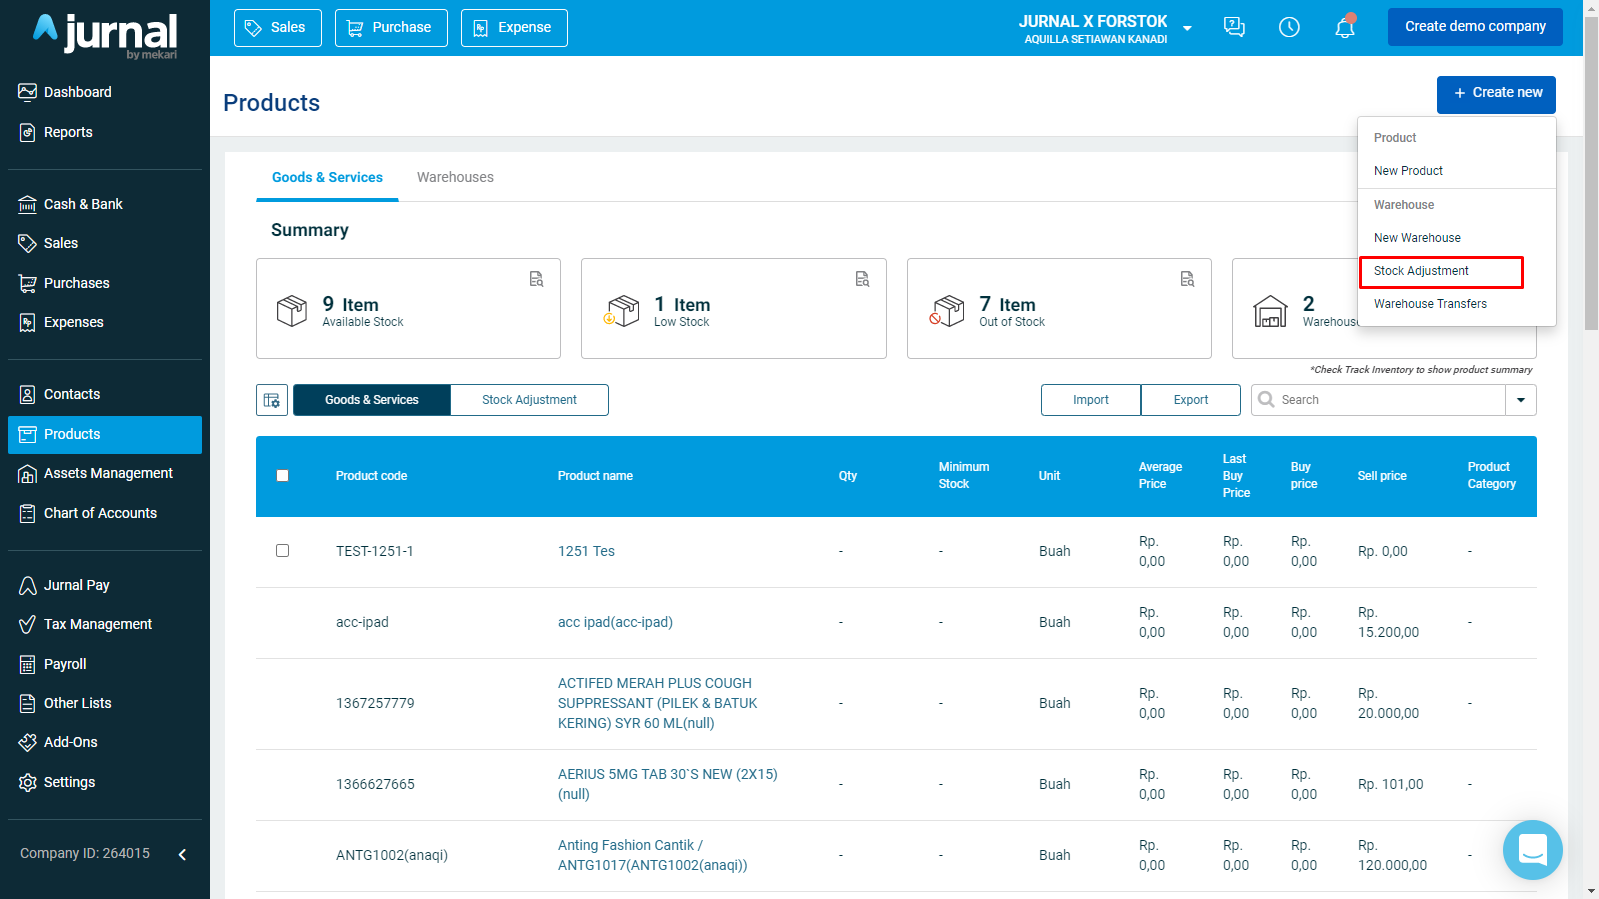 jurnal
by mekari
Sales
Purchase
Expense
JURNAL X FORSTOK
AQUILLA SETIAWAN KANADI
Create demo company
Dashboard
Reports
Cash & Bank
Sales
Purchases
Expenses
Contacts
Products
Assets Management
Chart of Accounts
Jurnal Pay
Tax Management
Payroll
Other Lists
Add-Ons
Settings
Company ID: 264015
Products
+ Create new
Product
New Product
Warehouse
New Warehouse
Stock Adjustment
Warehouse Transfers
Goods & Services
Warehouses
Summary
9 Item
Available Stock
1 Item
Low Stock
7 Item
Out of Stock
2
Warehouse
*Check Track Inventory to show product summary
Goods & Services
Stock Adjustment
Import
Export
Search
Product code
Product name
Qty
Minimum
Stock
Unit
Average
Price
Last
Buy
Price
Buy
price
Sell price
Product
Category
TEST-1251-1
1251 Tes
-
-
Buah
Rp.
0,00
Rp.
0,00
Rp.
0,00
Rp. 0,00
-
acc-ipad
acc ipad(acc-ipad)
-
-
Buah
Rp.
0,00
Rp.
0,00
Rp.
0,00
Rp.
15.200,00
-
1367257779
ACTIFED MERAH PLUS COUGH
SUPPRESSANT (PILEK & BATUK
KERING) SYR 60 ML(null)
-
-
Buah
Rp.
0,00
Rp.
0,00
Rp.
0,00
Rp.
20.000,00
-
1366627665
AERIUS 5MG TAB 30`S NEW (2X15)
(null)
-
-
Buah
Rp.
0,00
Rp.
0,00
Rp.
0,00
Rp. 101,00
-
ANTG1002(anaqi)
Anting Fashion Cantik /
ANTG1017(ANTG1002(anaqi))
-
-
Buah
Rp.
0,00
Rp.
0,00
Rp.
0,00
Rp.
120.000,00
-